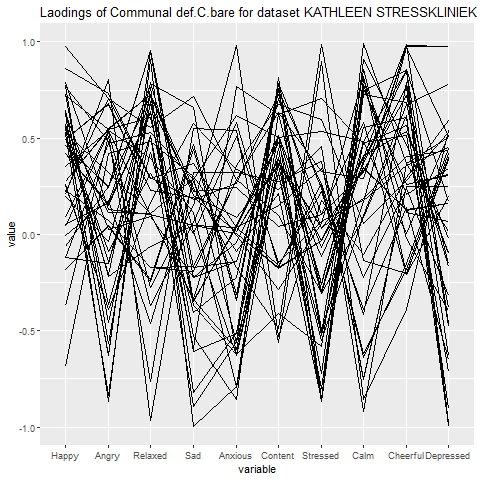 Laodings of Communal def.C.bare for dataset KATHLEEN STRESSKLINIEK
1.0
0.5
0.0
-0.5
-1.0
value
Happy Angry Relaxed Sad Anxious Content Stressed Calm Cheerful Depressed
variable